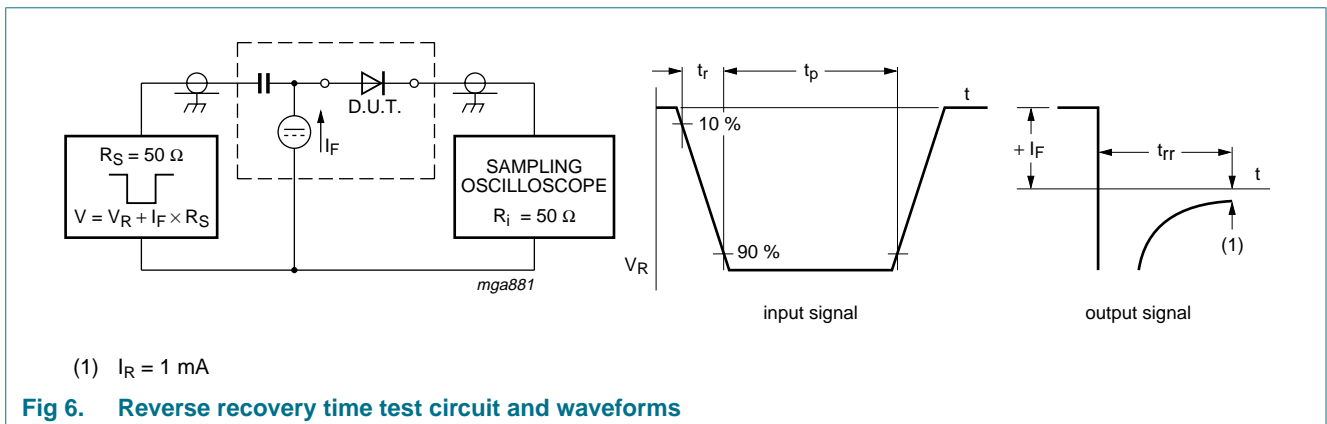 R_S = 50 Ω
V = V_R + I_F × R_S
I_F
D.U.T.
SAMPLING
OSCILLOSCOPE
R_i = 50 Ω
mga881
t_r
t_p
t
10 %
90 %
V_R
input signal
+ I_F
t_rr
t
(1)
output signal
(1) I_R = 1 mA
Fig 6. Reverse recovery time test circuit and waveforms